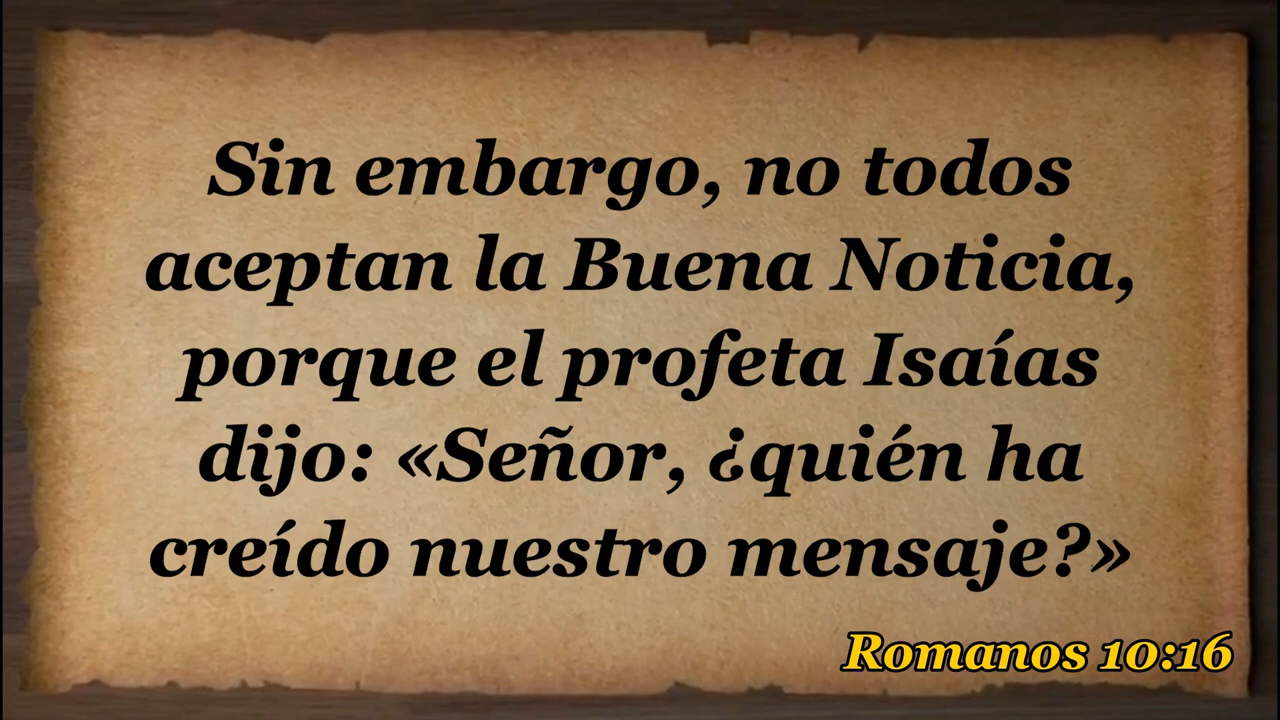 Sin embargo, no todos
aceptan la Buena Noticia,
porque el profeta Isaías
dijo: «Señor, ¿quién ha
creído nuestro mensaje?»
Romanos 10:16